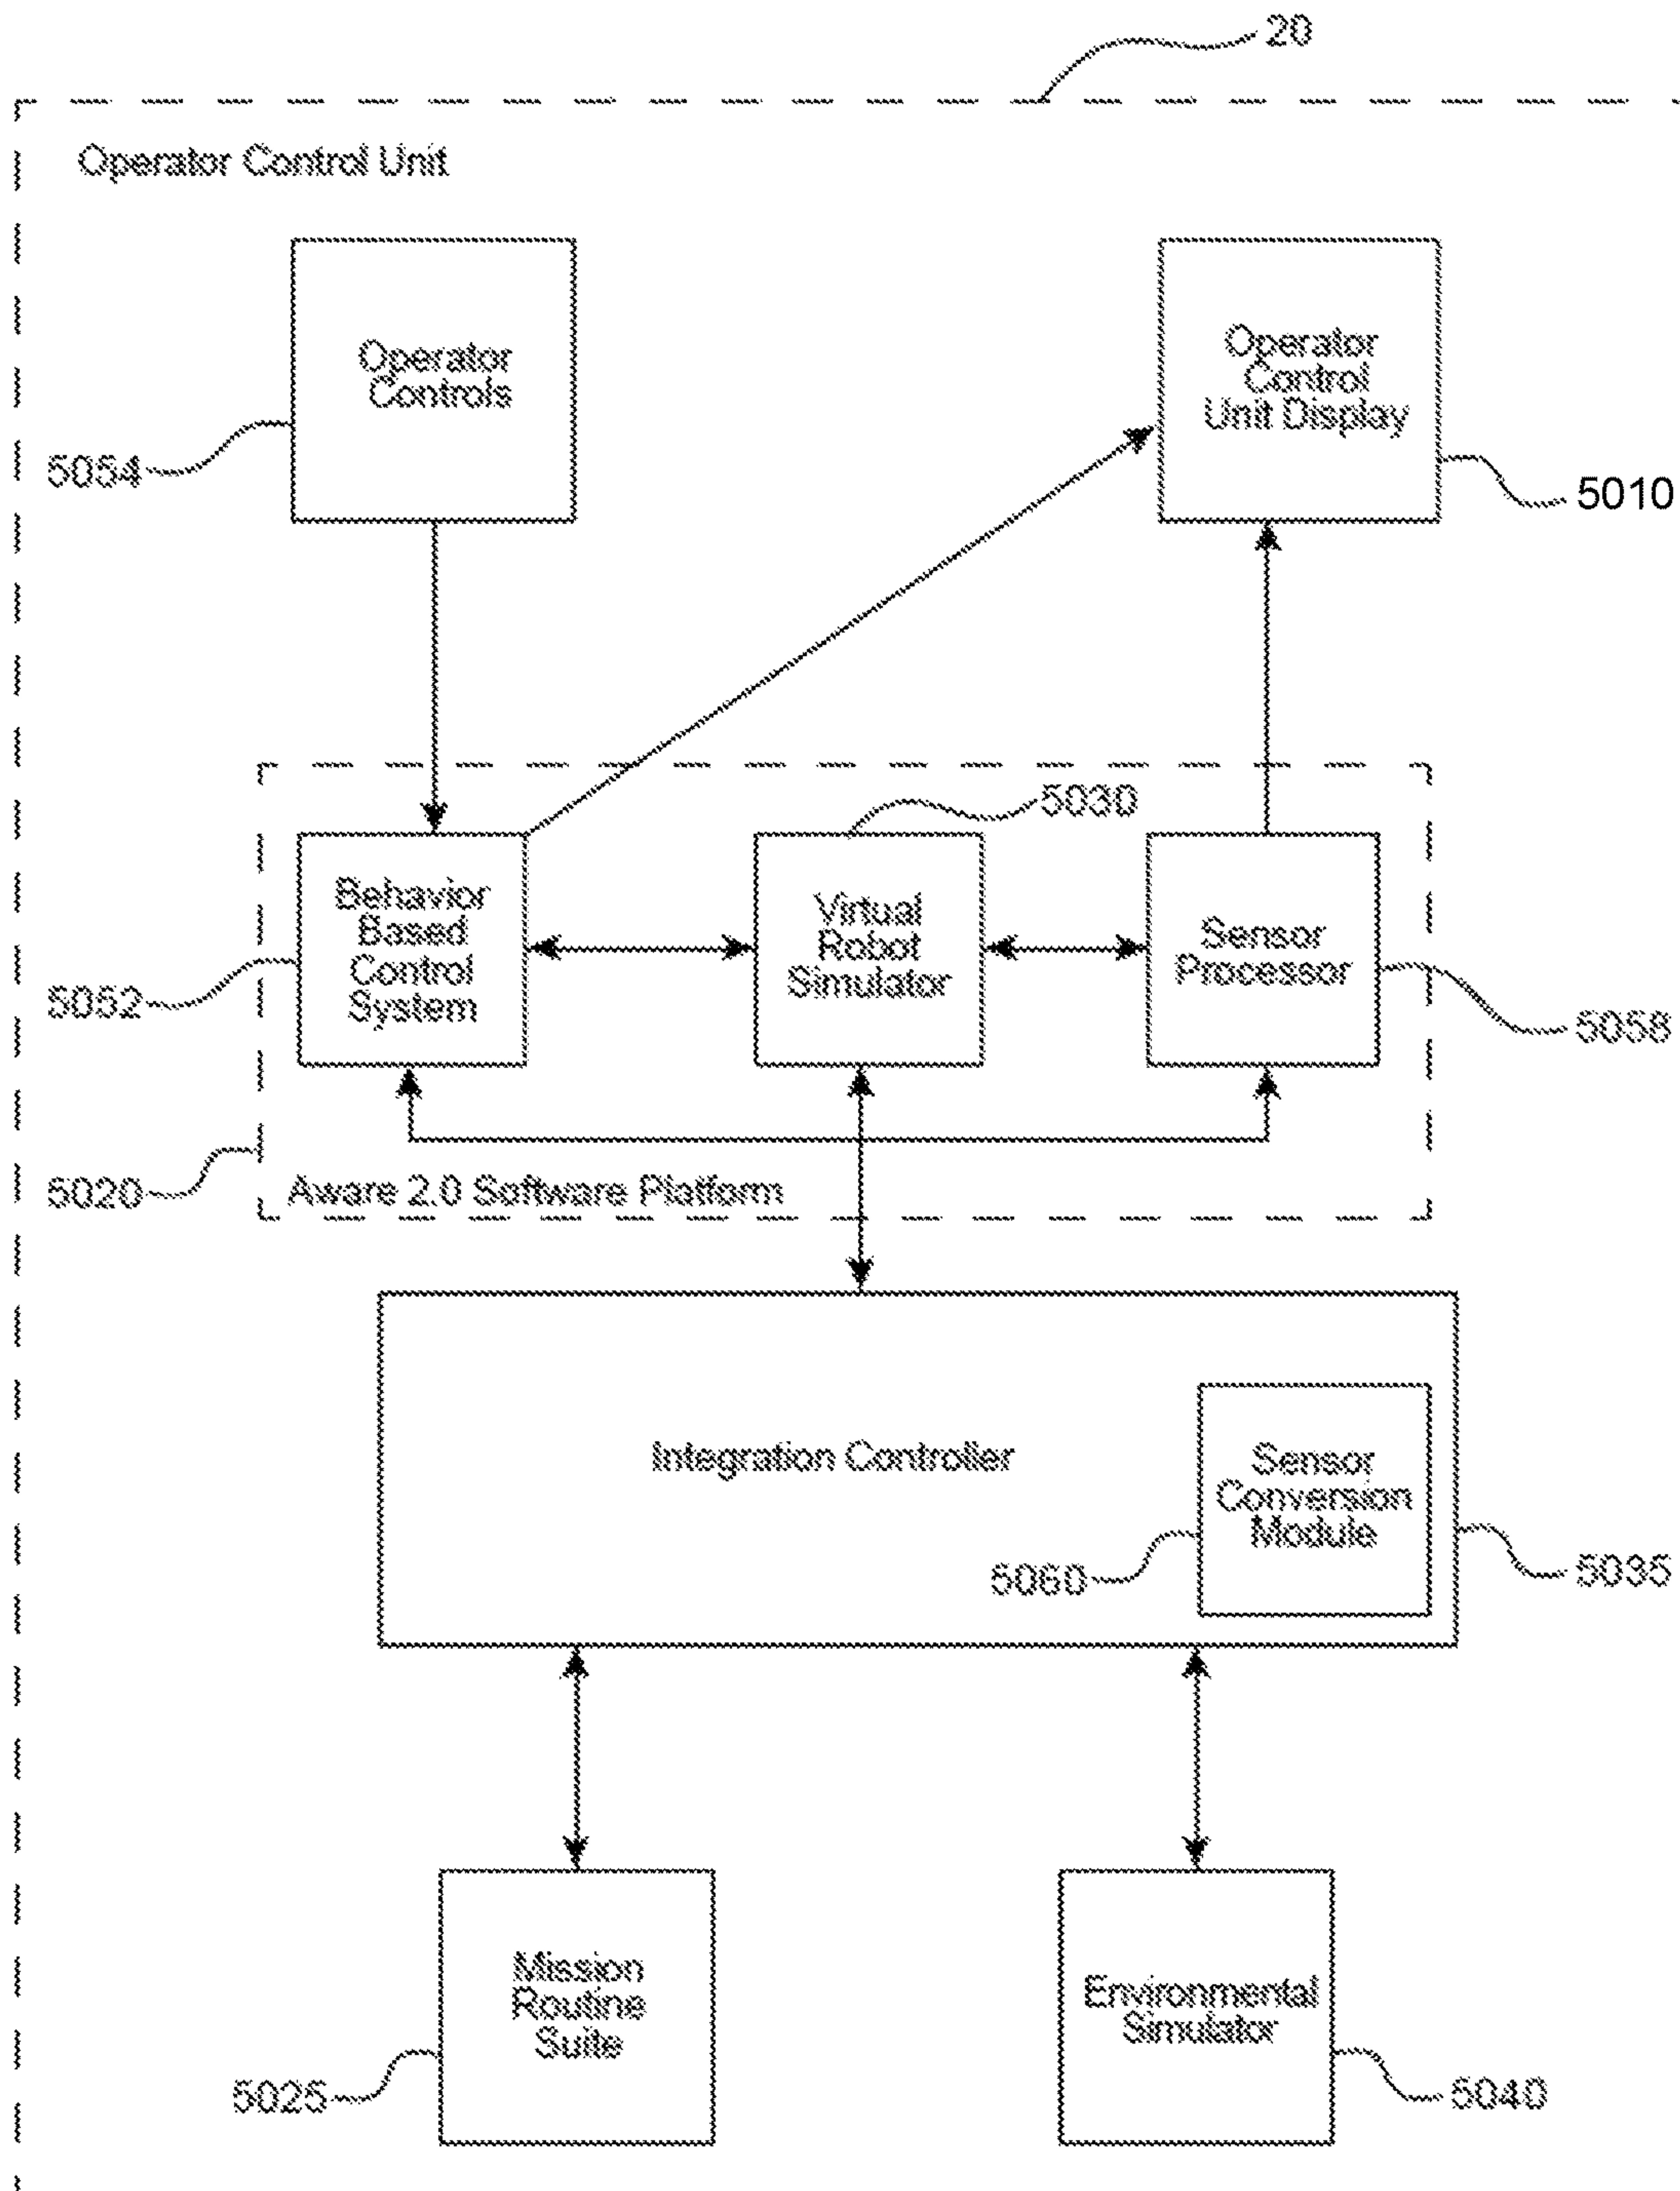 20
Operator Control Unit
Operator
Controls
Operator
Control
Unit Display
5054
5010
5030
Behavior
Based
Control
System
Virtual
Robot
Simulator
Sensor
Processor
5052
5058
5020
Aware 2.0 Software Platform
Integration Controller
Sensor
Conversion
Module
5060
5035
Mission
Routine
Suite
Environmental
Simulator
5025
5040